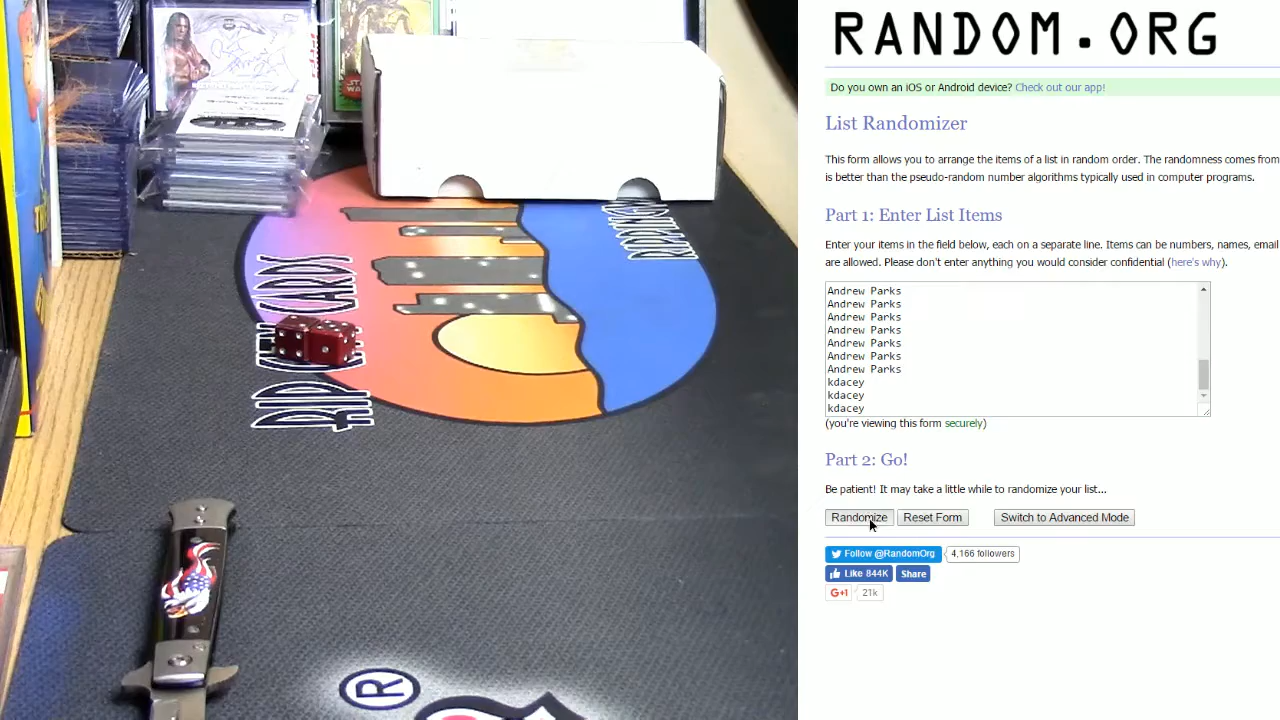 RANDOM.ORG
Do you own an iOS or Android device? Check out our app!
List Randomizer
This form allows you to arrange the items of a list in random order. The randomness comes from
is better than the pseudo-random number algorithms typically used in computer programs.
Part 1: Enter List Items
Enter your items in the field below, each on a separate line. Items can be numbers, names, email
are allowed. Please don't enter anything you would consider confidential (here's why).
Andrew Parks
Andrew Parks
Andrew Parks
Andrew Parks
Andrew Parks
Andrew Parks
Andrew Parks
kdacey
kdacey
kdacey
(you're viewing this form securely)
Part 2: Go!
Be patient! It may take a little while to randomize your list...
Randomize Reset Form Switch to Advanced Mode
Follow @RandomOrg 4,166 followers
Like 844K Share
G+1 21k
STAR
WARS
RIPPINGWAX
CARDS
RIP
®